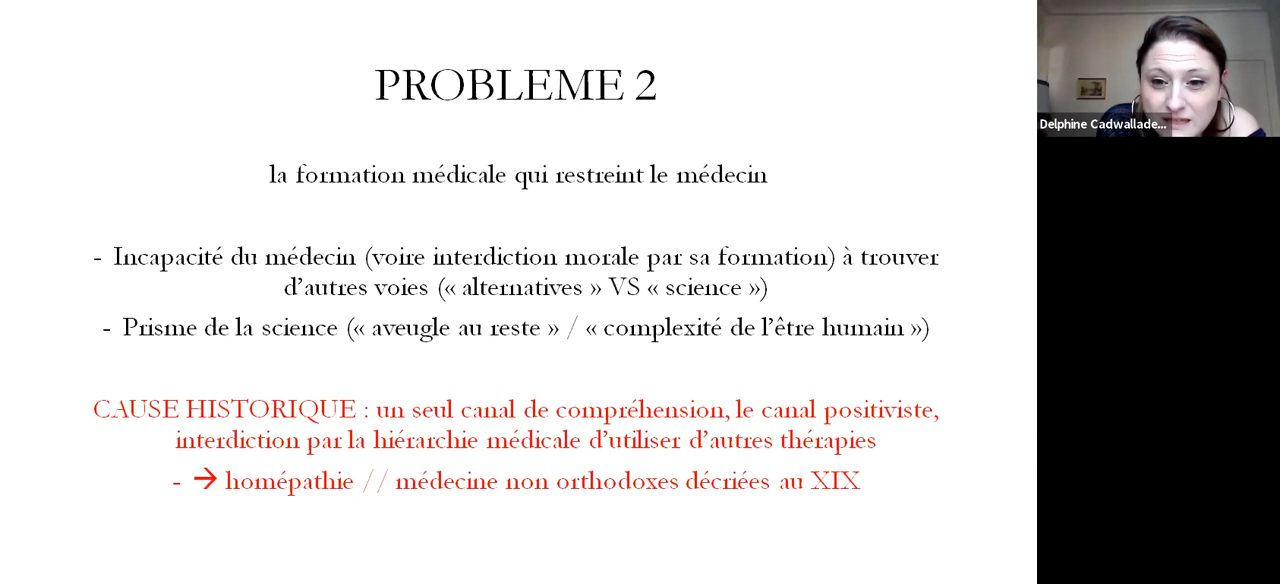 PROBLEME 2
la formation médicale qui restreint le médecin
- Incapacité du médecin (voire interdiction morale par sa formation) à trouver
d'autres voies (« alternatives » VS « science »)
- Prisme de la science (« aveugle au reste » / « complexité de l'être humain »)
CAUSE HISTORIQUE : un seul canal de compréhension, le canal positiviste,
interdiction par la hiérarchie médicale d'utiliser d'autres thérapies
- → homépathie // médecine non orthodoxes décriées au XIX
Delphine Cadwallade...